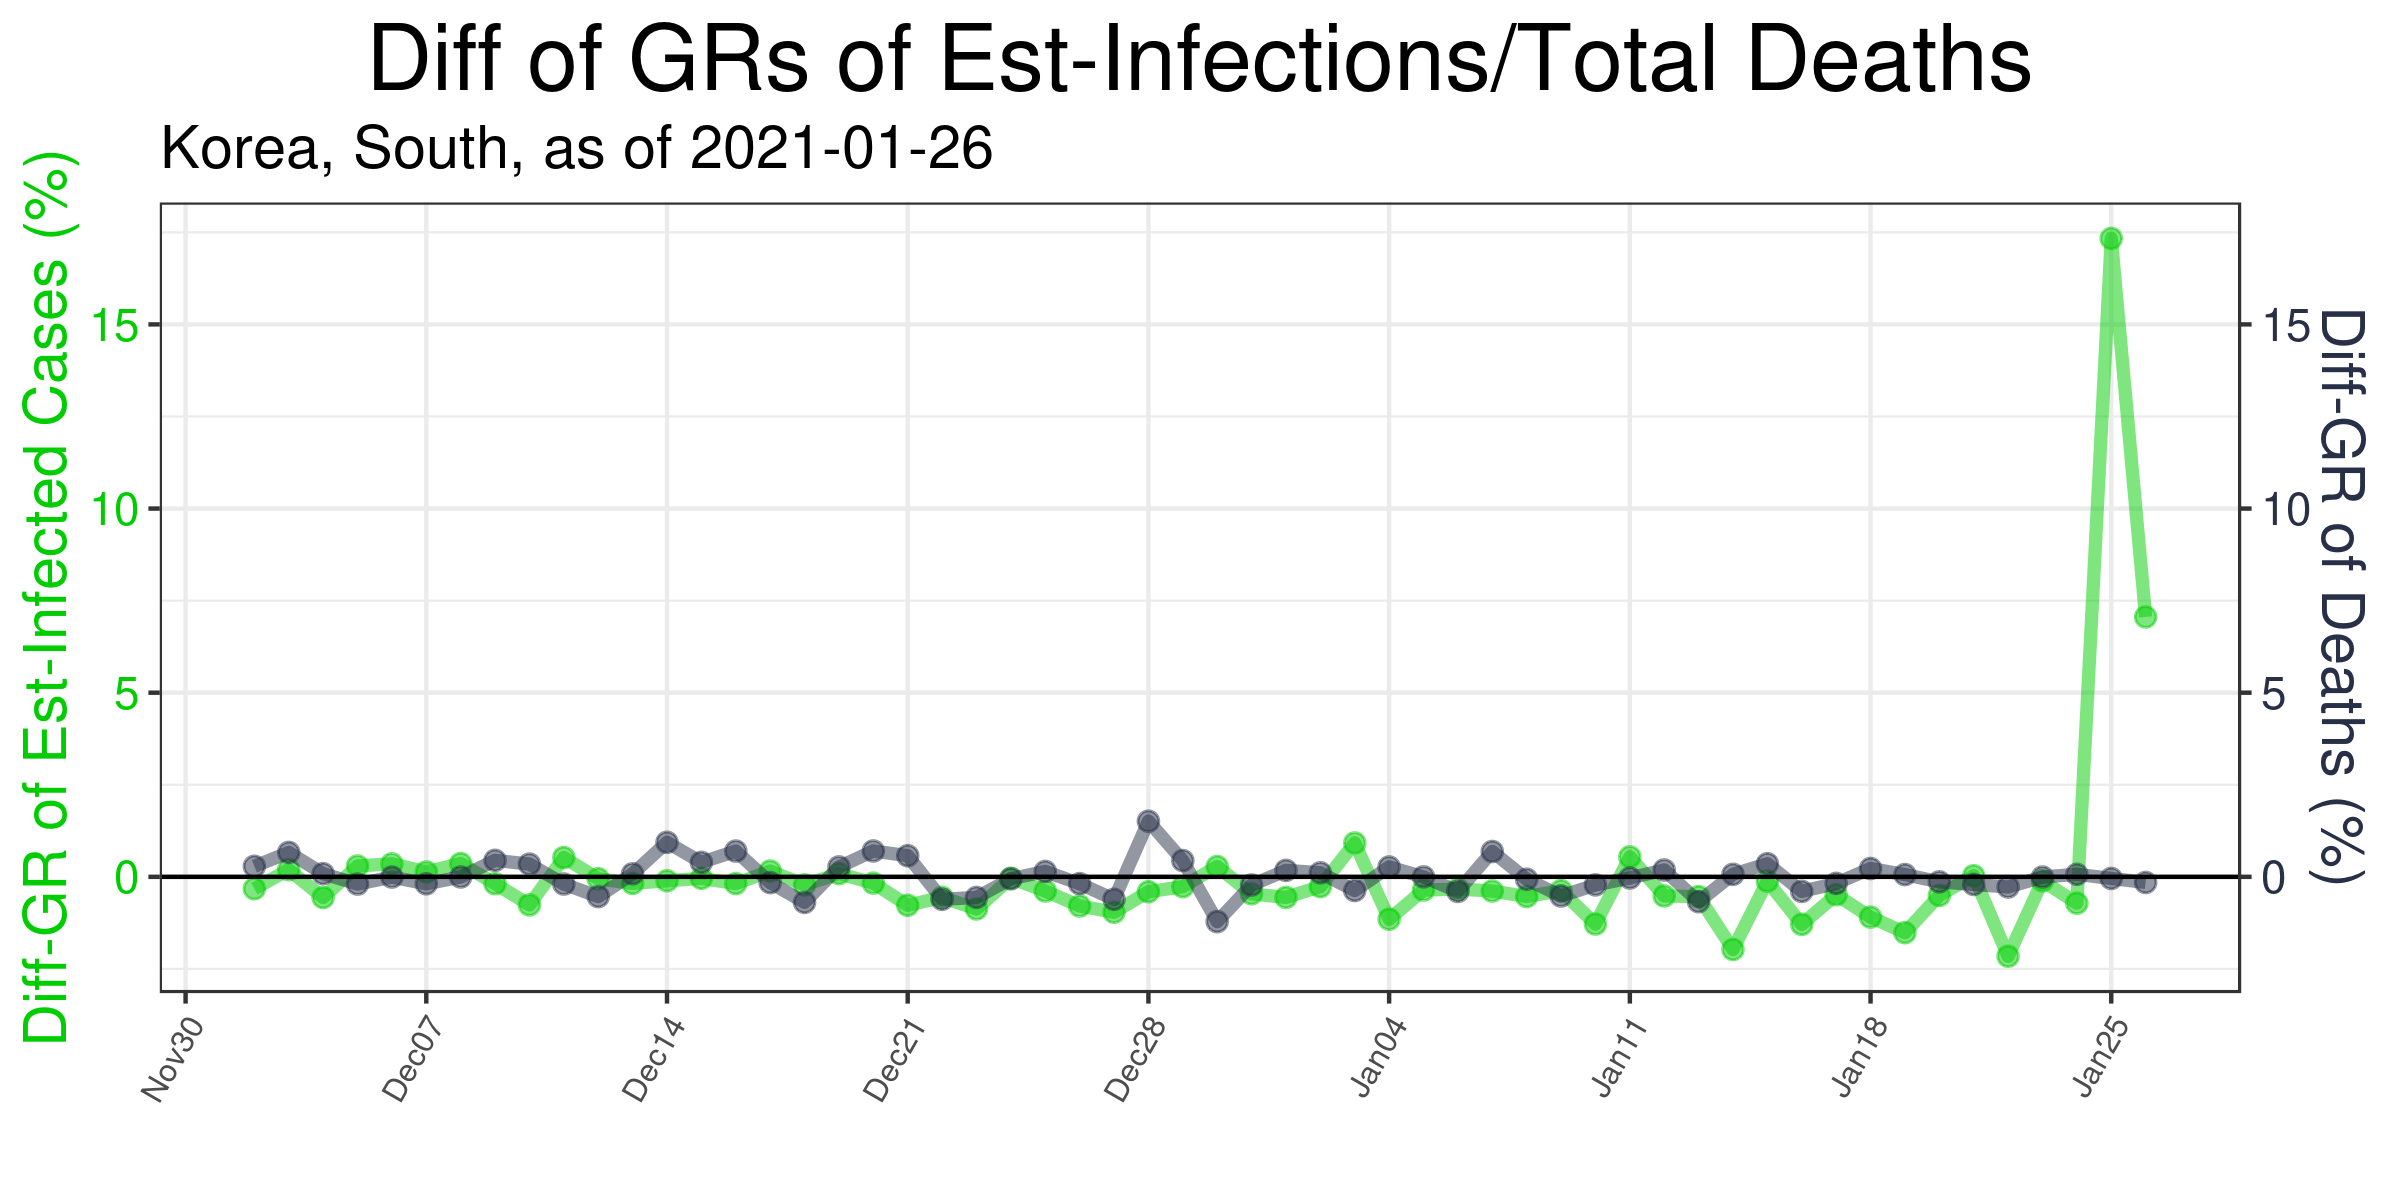 Diff of GRs of Est-Infections/Total Deaths
Korea, South, as of 2021-01-26
Diff-GR of Est-Infected Cases (%)
15
10
5
0
15
10
5
0
Diff-GR of Deaths (%)
Nov30
Dec07
Dec14
Dec21
Dec28
Jan04
Jan11
Jan18
Jan25